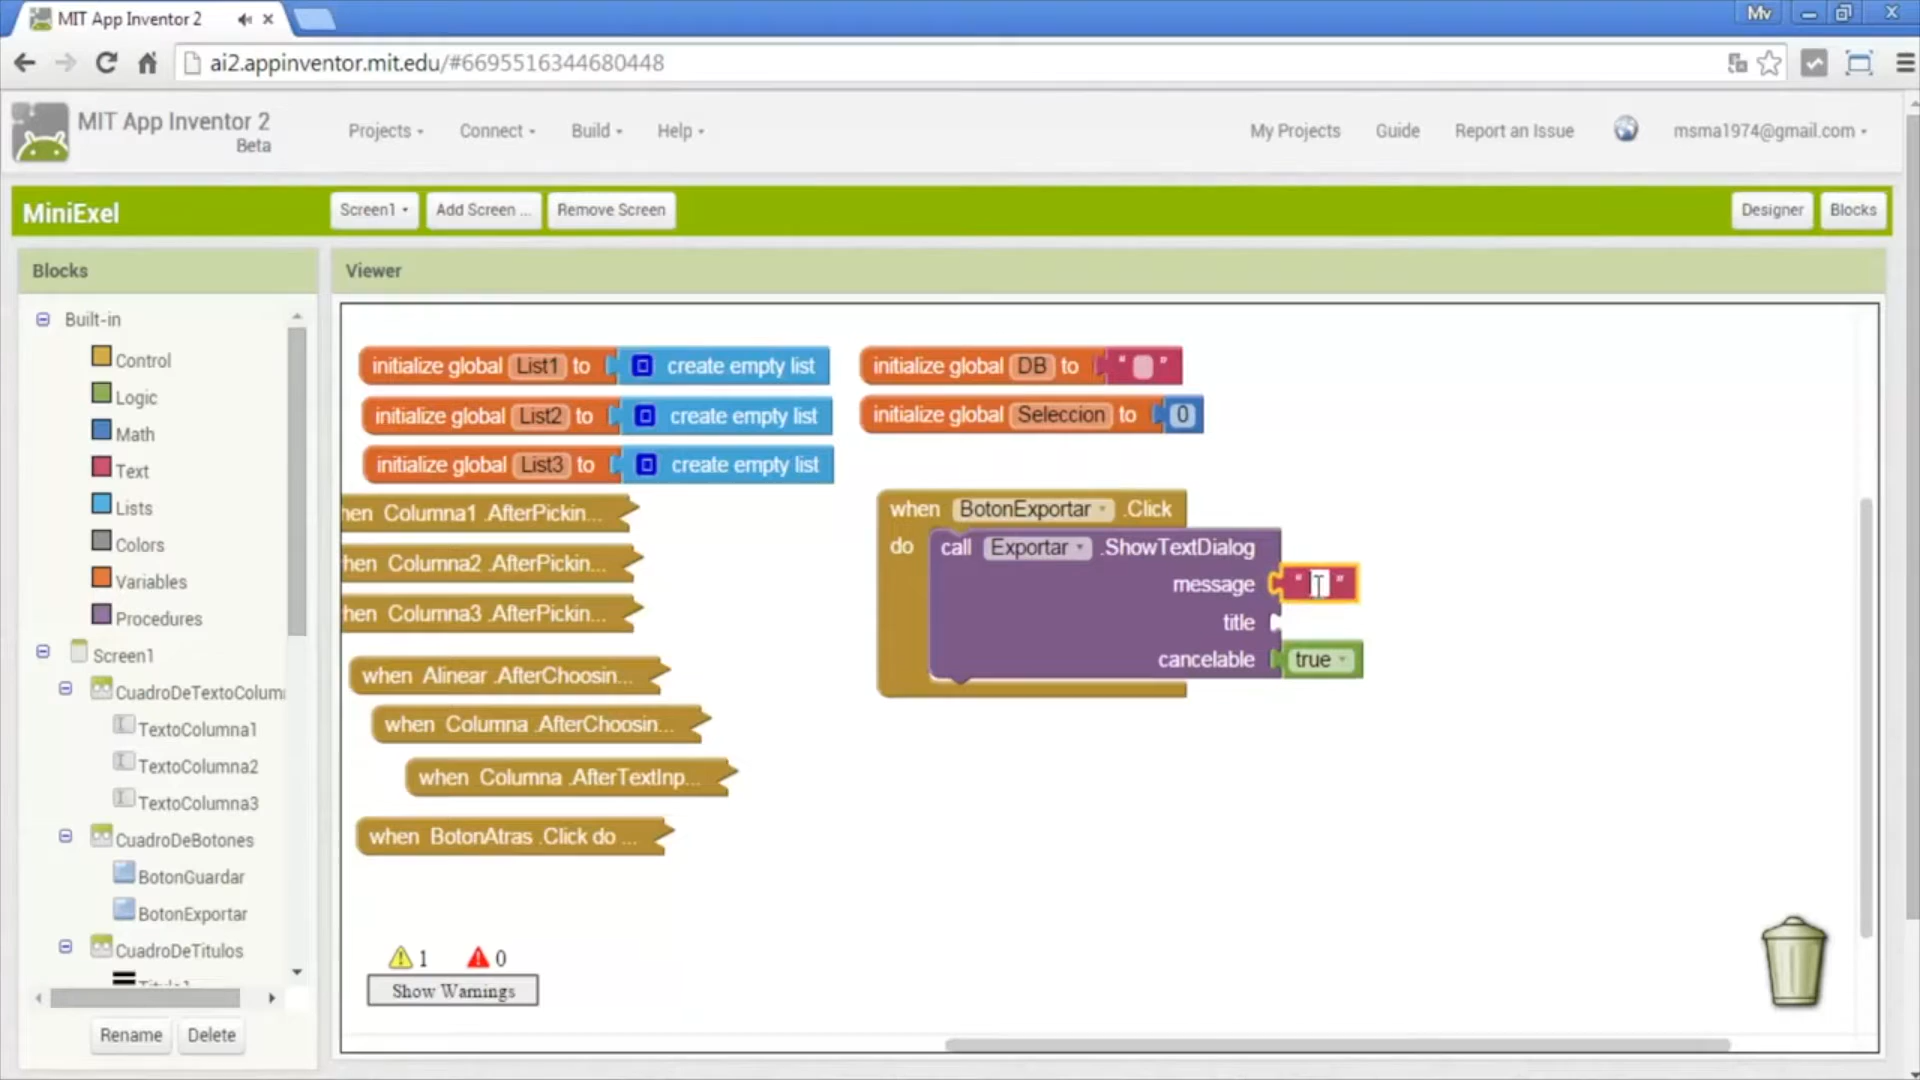 MIT App Inventor 2
Mv
ai2.appinventor.mit.edu/#6695516344680448
MIT App Inventor 2
Beta
Projects
Connect
Build
Help
My Projects
Guide
Report an Issue
msma1974@gmail.com
MiniExel
Screen1
Add Screen ...
Remove Screen
Designer
Blocks
Blocks
Viewer
Built-in
Control
Logic
Math
Text
Lists
Colors
Variables
Procedures
Screen1
CuadroDeTextoColum
TextoColumna1
TextoColumna2
TextoColumna3
CuadroDeBotones
BotonGuardar
BotonExportar
CuadroDeTitulos
Rename
Delete
initialize global List1 to create empty list
initialize global List2 to create empty list
initialize global List3 to create empty list
initialize global DB to " "
initialize global Seleccion to 0
hen Columna1 .AfterPickin...
hen Columna2 .AfterPickin...
hen Columna3 .AfterPickin...
when Alinear .AfterChoosin...
when Columna .AfterChoosin...
when Columna .AfterTextInp...
when BotonAtras .Click do ...
when BotonExportar .Click
do call Exportar .ShowTextDialog
message " "
title
cancelable true
1 0
Show Warnings